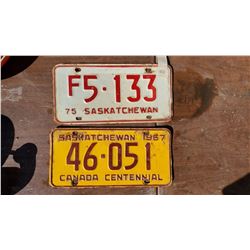 F5·133
75 SASKATCHEWAN
SASKATCHEWAN 1967
46·051
CANADA CENTENNIAL